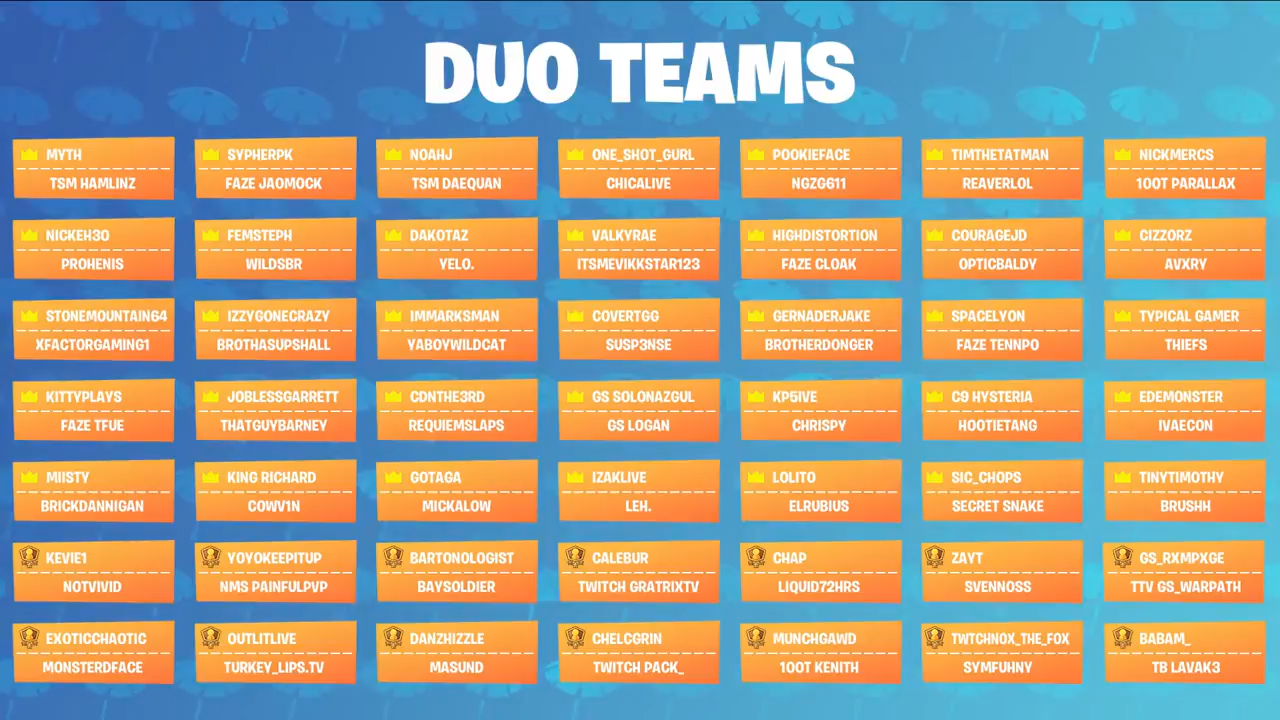 DUO TEAMS
MYTH
TSM HAMLINZ
SYPHERPK
FAZE JAOMOCK
NOAHJ
TSM DAEQUAN
ONE_SHOT_GURL
CHICALIVE
POOKIEFACE
NGZG611
TIMTHETATMAN
REAVERLOL
NICKMERCS
100T PARALLAX
NICKEH30
PROHENIS
FEMSTEPH
WILDSBR
DAKOTAZ
YELO.
VALKYRAE
ITSMEVIKKSTAR123
HIGHDISTORTION
FAZE CLOAK
COURAGEJD
OPTICBALDY
CIZZORZ
AVXRY
STONEMOUNTAIN64
XFACTORGAMING1
IZZYGONECRAZY
BROTHASUPSHALL
IMMARKSMAN
YABOYWILDCAT
COVERTGG
SUSP3NSE
GERNADERJAKE
BROTHERDONGER
SPACELYON
FAZE TENNPO
TYPICAL GAMER
THIEFS
KITTYPLAYS
FAZE TFUE
JOBLESSGARRETT
THATGUYBARNEY
CDNTHE3RD
REQUIEMSLAPS
GS SOLONAZGUL
GS LOGAN
KP5IVE
CHRISPY
C9 HYSTERIA
HOOTIETANG
EDEMONSTER
IVAECON
MIISTY
BRICKDANNIGAN
KING RICHARD
COWV1N
GOTAGA
MICKALOW
IZAKLIVE
LEH.
LOLITO
ELRUBIUS
SIC_CHOPS
SECRET SNAKE
TINYTIMOTHY
BRUSHH
KEVIE1
NOTVIVID
YOYOKEEPITUP
NMS PAINFULPVP
BARTONOLOGIST
BAYSOLDIER
CALEBUR
TWITCH GRATRIXTV
CHAP
LIQUID72HRS
ZAYT
SVENNOSS
GS_RXMPXGE
TTV GS_WARPATH
EXOTICCHAOTIC
MONSTERDFACE
OUTLITLIVE
TURKEY_LIPS.TV
DANZHIZZLE
MASUND
CHELCGRIN
TWITCH PACK_
MUNCHGAWD
100T KENITH
TWTCHNOX_THE_FOX
SYMFUHNY
BABAM_
TB LAVAK3